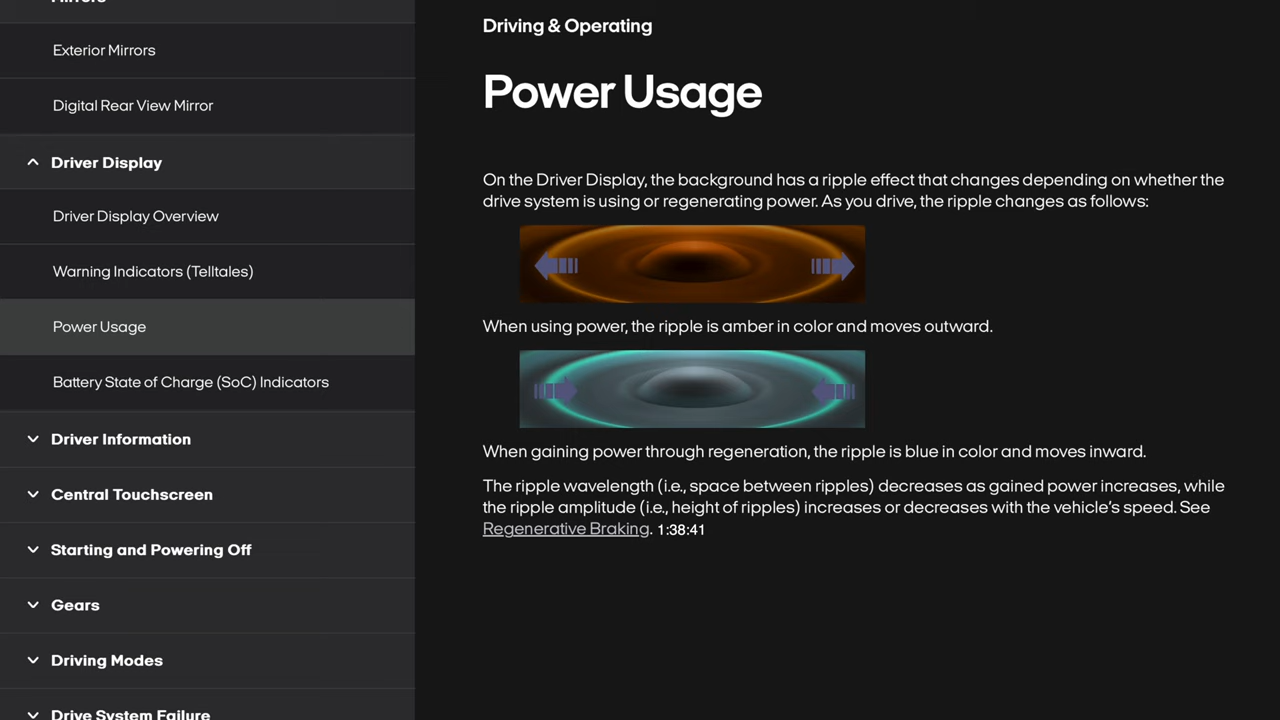 Exterior Mirrors
Digital Rear View Mirror
Driver Display
Driver Display Overview
Warning Indicators (Telltales)
Power Usage
Battery State of Charge (SoC) Indicators
Driver Information
Central Touchscreen
Starting and Powering Off
Gears
Driving Modes
Drive System Failure
Driving & Operating
Power Usage
On the Driver Display, the background has a ripple effect that changes depending on whether the
drive system is using or regenerating power. As you drive, the ripple changes as follows:
When using power, the ripple is amber in color and moves outward.
When gaining power through regeneration, the ripple is blue in color and moves inward.
The ripple wavelength (i.e., space between ripples) decreases as gained power increases, while
the ripple amplitude (i.e., height of ripples) increases or decreases with the vehicle’s speed. See
Regenerative Braking. 1:38:41